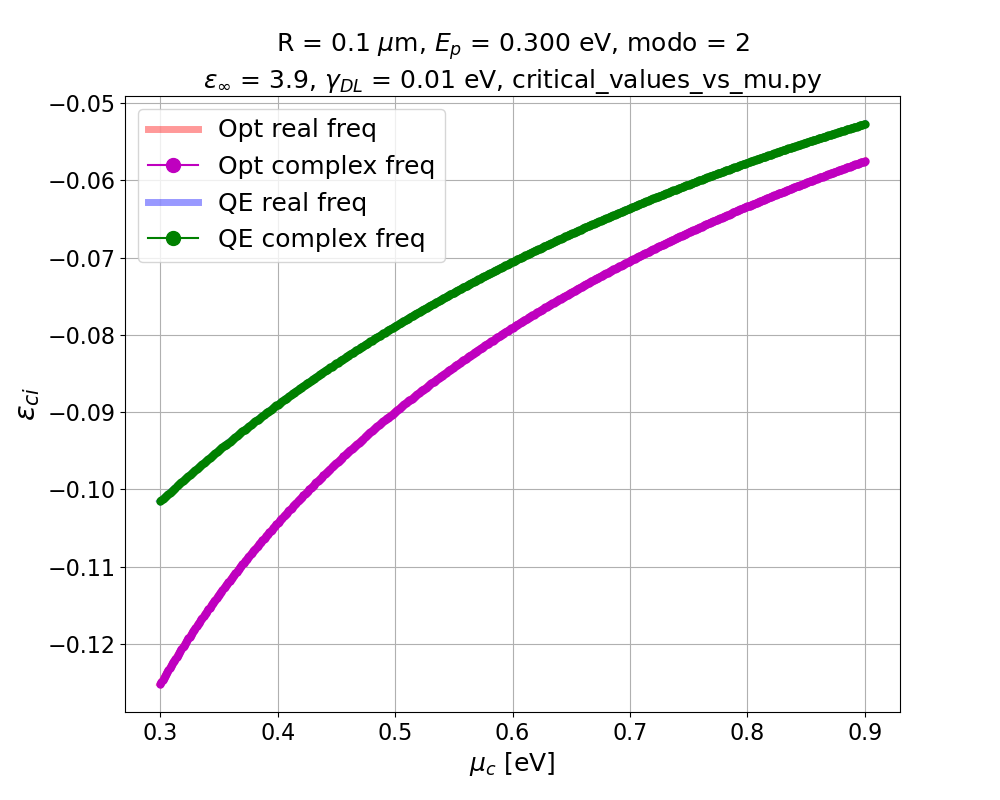 R = 0.1 μm, E_p = 0.300 eV, modo = 2
ε_∞ = 3.9, γ_DL = 0.01 eV, critical_values_vs_mu.py
Opt real freq
Opt complex freq
QE real freq
QE complex freq
−0.05
−0.06
−0.07
−0.08
−0.09
−0.10
−0.11
−0.12
ε_ci
0.3 0.4 0.5 0.6 0.7 0.8 0.9
μ_c [eV]